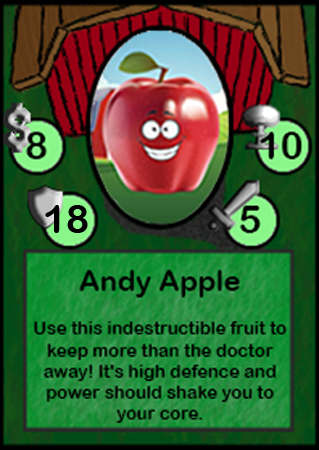 $8
10
18
5
Andy Apple
Use this indestructible fruit to
keep more than the doctor
away! It's high defence and
power should shake you to
your core.